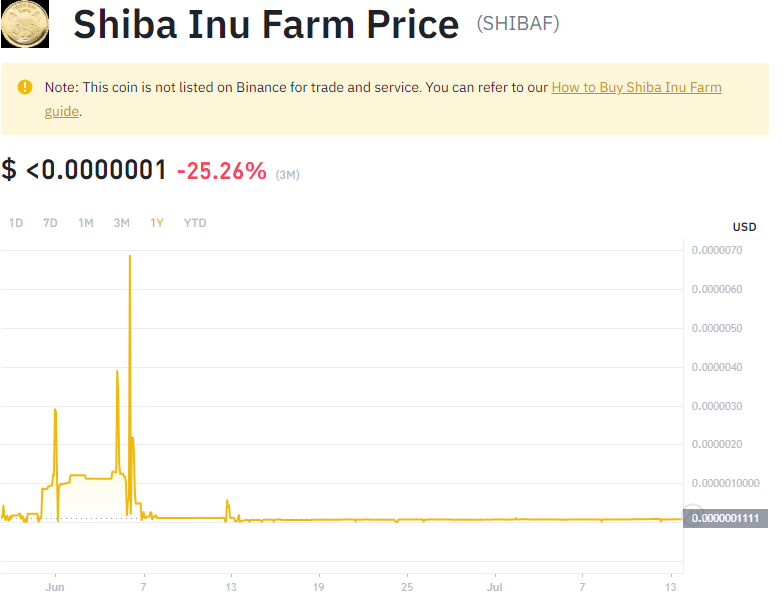 Shiba Inu Farm Price (SHIBAF)
Note: This coin is not listed on Binance for trade and service. You can refer to our How to Buy Shiba Inu Farm
guide.
$ <0.0000001 -25.26% (3M)
1D 7D 1M 3M 1Y YTD
USD
0.0000070
0.0000060
0.0000050
0.0000040
0.0000030
0.0000020
0.0000010000
0.0000001111
Jun 7 13 19 25 Jul 7 13